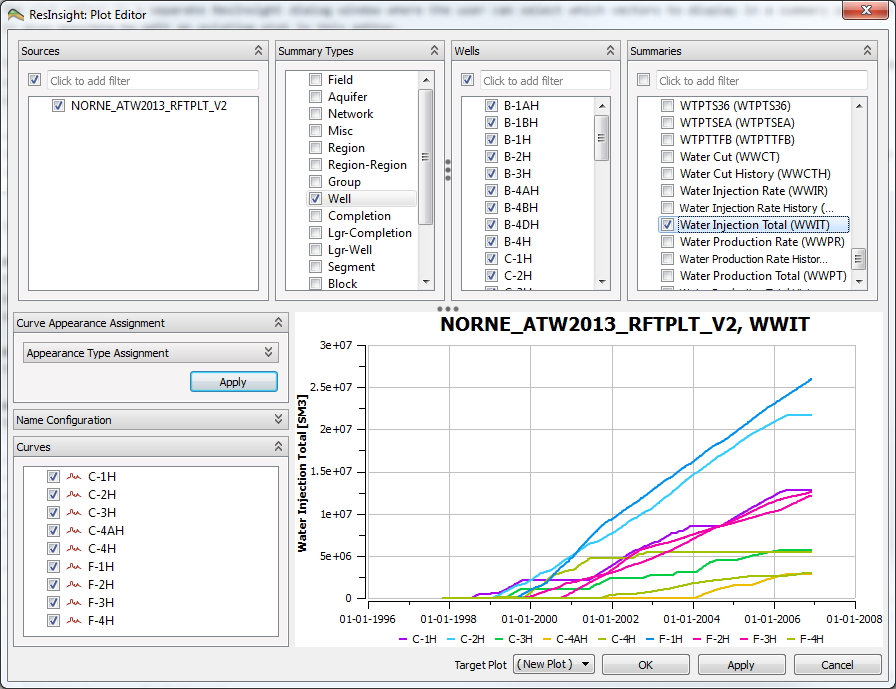 ResInsight: Plot Editor
Sources
Click to add filter
NORNE_ATW2013_RFTPLT_V2
Summary Types
Field
Aquifer
Network
Misc
Region
Region-Region
Group
Well
Completion
Lgr-Completion
Lgr-Well
Segment
Block
Wells
Click to add filter
B-1AH
B-1BH
B-1H
B-2H
B-3H
B-4AH
B-4BH
B-4DH
B-4H
C-1H
C-2H
Summaries
Click to add filter
WTPTS36 (WTPTS36)
WTPTSEA (WTPTSEA)
WTPTTFB (WTPTTFB)
Water Cut (WWCT)
Water Cut History (WWCTH)
Water Injection Rate (WWIR)
Water Injection Rate History (...
Water Injection Total (WWIT)
Water Production Rate (WWPR)
Water Production Rate Histor...
Water Production Total (WWPT)
Curve Appearance Assignment
Appearance Type Assignment
Apply
Name Configuration
Curves
C-1H
C-2H
C-3H
C-4AH
C-4H
F-1H
F-2H
F-3H
F-4H
NORNE_ATW2013_RFTPLT_V2, WWIT
Water Injection Total [SM3]
3e+07
2.5e+07
2e+07
1.5e+07
1e+07
5e+06
0
01-01-1996 01-01-1998 01-01-2000 01-01-2002 01-01-2004 01-01-2006 01-01-2008
C-1H C-2H C-3H C-4AH C-4H F-1H F-2H F-3H F-4H
Target Plot ( New Plot ) OK Apply Cancel